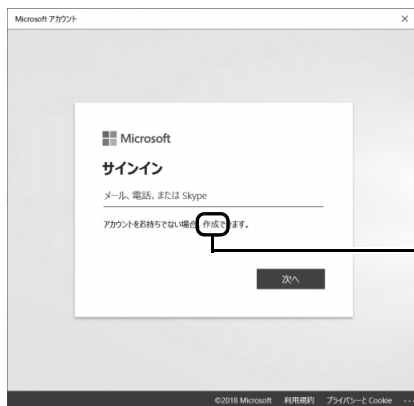 Microsoft アカウント
Microsoft
サインイン
メール、電話、または Skype
アカウントをお持ちでない場合、作成できます。
次へ
©2018 Microsoft 利用規約 プライバシーと Cookie ...